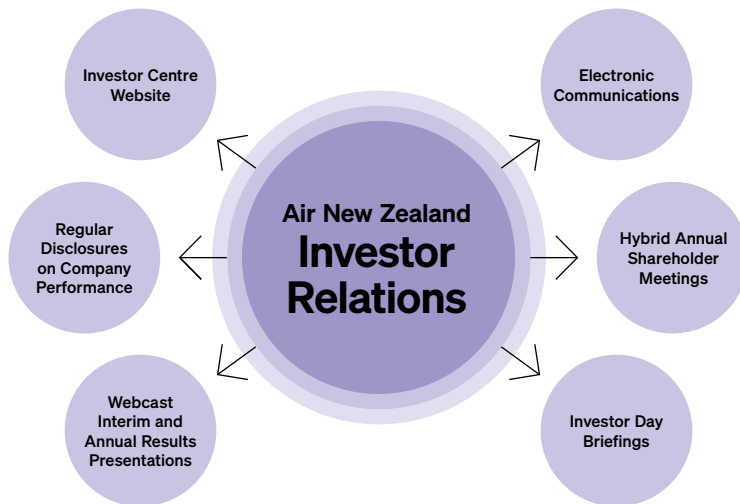 Investor Centre
Website
Electronic
Communications
Air New Zealand
Investor
Relations
Regular
Disclosures
on Company
Performance
Hybrid Annual
Shareholder
Meetings
Webcast
Interim and
Annual Results
Presentations
Investor Day
Briefings